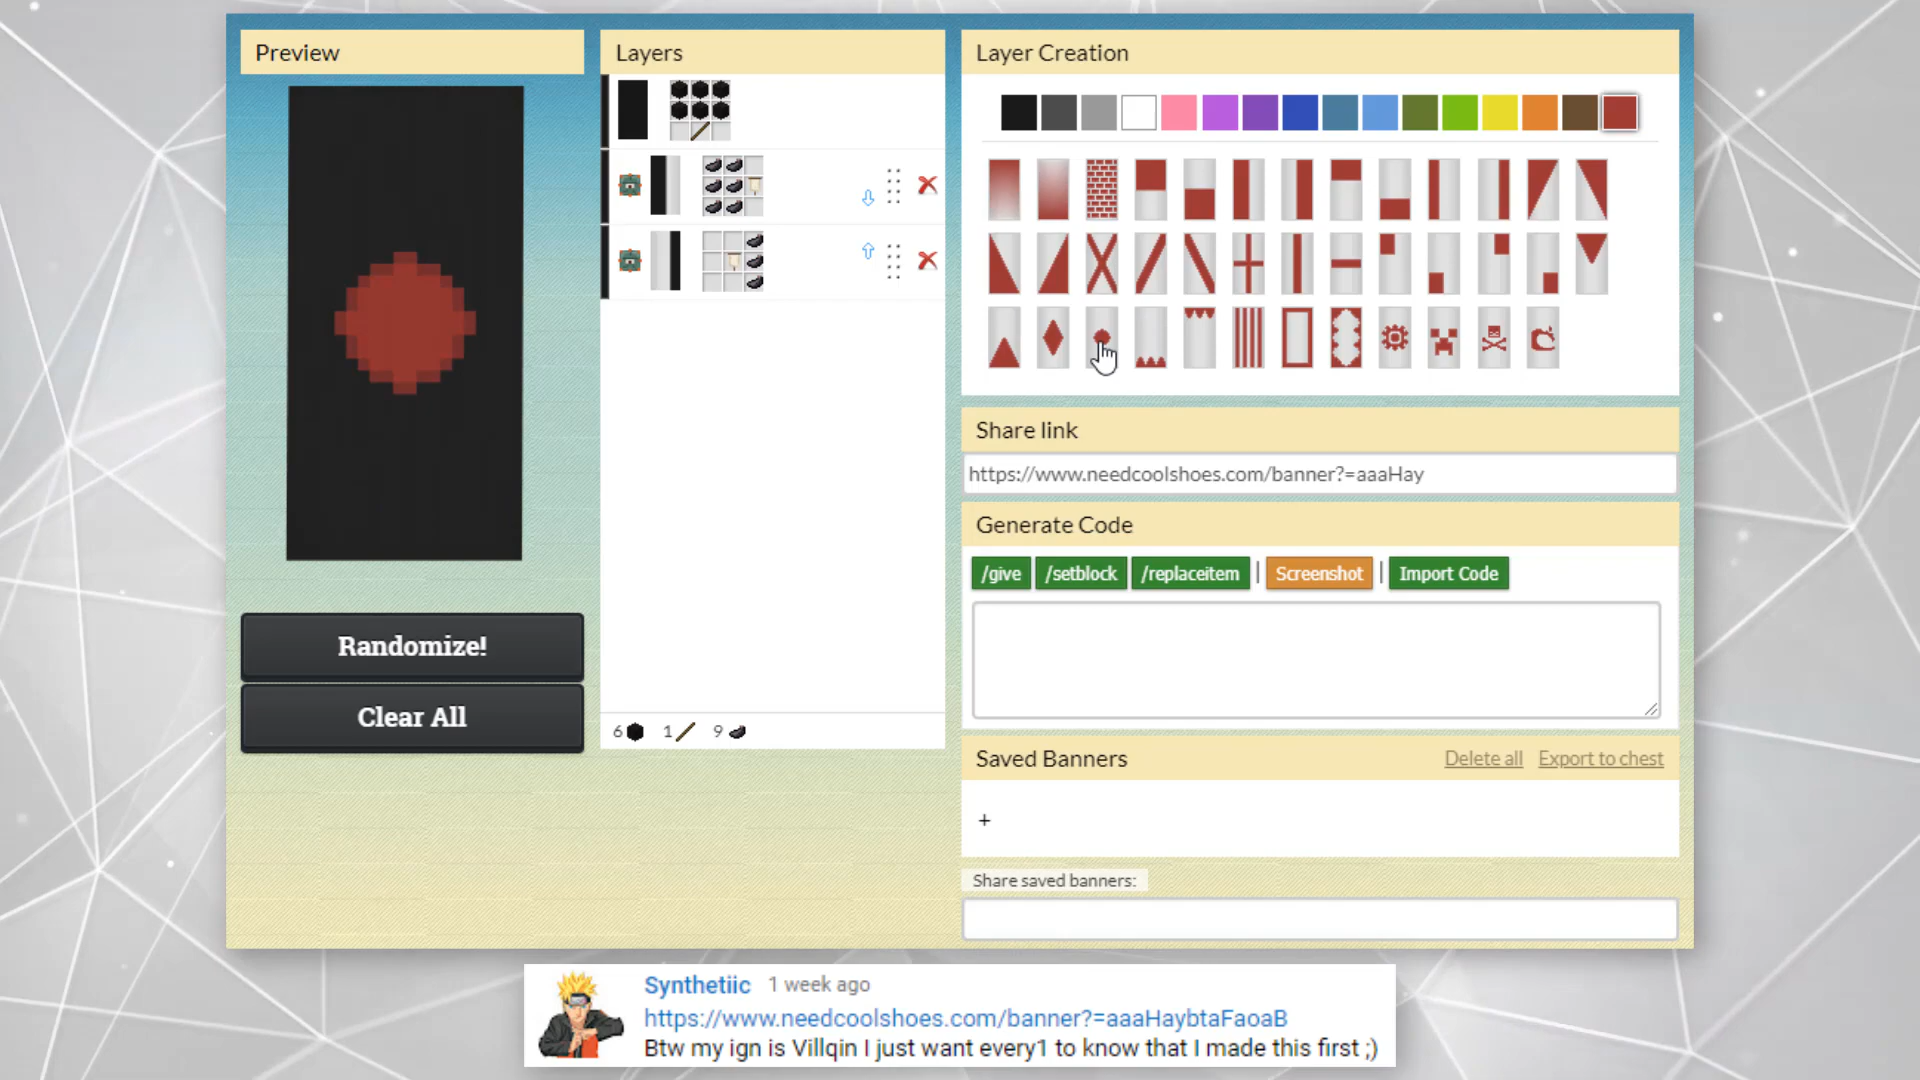 Preview
Layers
Layer Creation
Share link
https://www.needcoolshoes.com/banner?=aaaHay
Generate Code
/give
/setblock
/replaceitem
|
Screenshot
|
Import Code
Randomize!
Clear All
6
1
9
Saved Banners
Delete all
Export to chest
+
Share saved banners:
Synthetiic 1 week ago
https://www.needcoolshoes.com/banner?=aaaHaybtaFaoaB
Btw my ign is Villqin I just want every1 to know that I made this first ;)